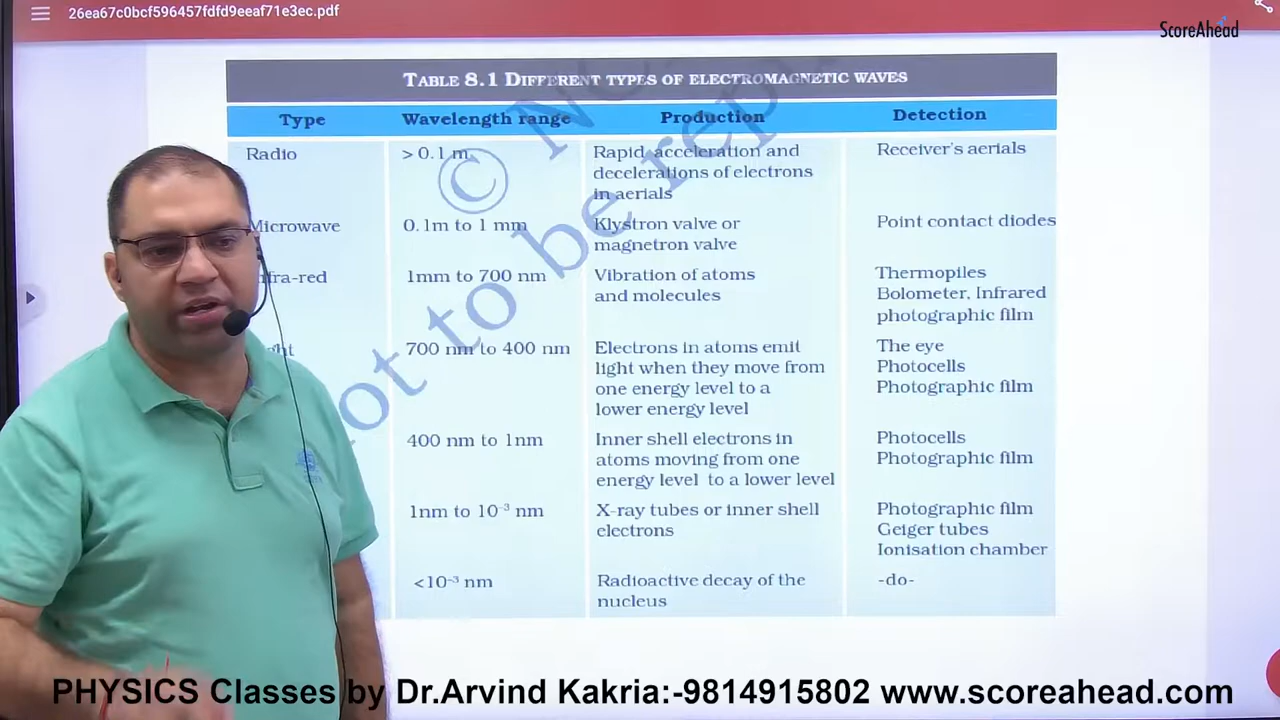 26ea67c0bcf596457fdfd9eeaf71e3ec.pdf
ScoreAhead
TABLE 8.1 DIFFERENT TYPES OF ELECTROMAGNETIC WAVES
Type Wavelength range Production Detection
Radio > 0.1 m Rapid acceleration and Receiver's aerials
decelerations of electrons
in aerials
Microwave 0.1m to 1 mm Klystron valve or Point contact diodes
magnetron valve
1mm to 700 nm Vibration of atoms Thermopiles
and molecules Bolometer, Infrared
photographic film
700 nm to 400 nm Electrons in atoms emit The eye
light when they move from Photocells
one energy level to a Photographic film
lower energy level
400 nm to 1nm Inner shell electrons in Photocells
atoms moving from one Photographic film
energy level to a lower level
1nm to 10⁻³ nm X-ray tubes or inner shell Photographic film
electrons Geiger tubes
Ionisation chamber
<10⁻³ nm Radioactive decay of the -do-
nucleus
©
to be
PHYSICS Classes by Dr.Arvind Kakria:-9814915802 www.scoreahead.com